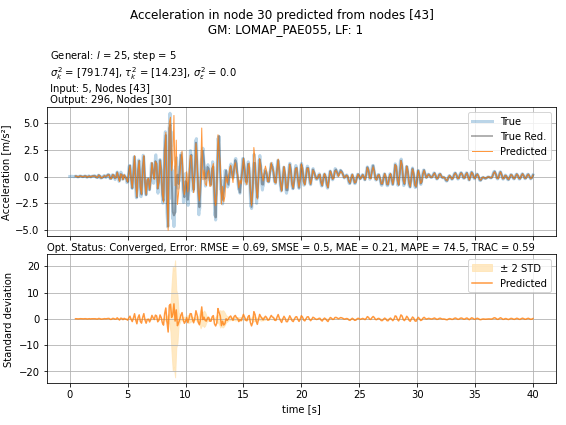 Acceleration in node 30 predicted from nodes [43]
GM: LOMAP_PAE055, LF: 1
General: l = 25, step = 5
σ²ₖ = [791.74], τ²ₖ = [14.23], σ²ε = 0.0
Input: 5, Nodes [43]
Output: 296, Nodes [30]
Acceleration [m/s²]
5.0
2.5
0.0
−2.5
−5.0
True
True Red.
Predicted
Opt. Status: Converged, Error: RMSE = 0.69, SMSE = 0.5, MAE = 0.21, MAPE = 74.5, TRAC = 0.59
Standard deviation
20
10
0
−10
−20
± 2 STD
Predicted
0 5 10 15 20 25 30 35 40
time [s]